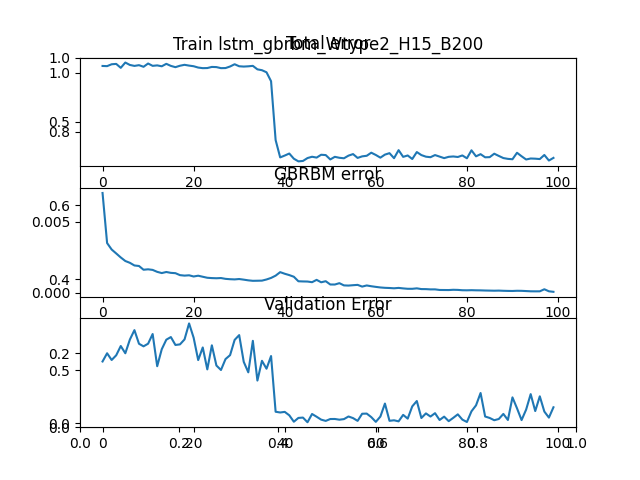 Train lstm_gbrbm_Wtype2_H15_B200
Total error
1.0
1.0
0.5
0.8
0 20 40 60 80 100
GBRBM error
0.6
0.005
0.4
0.000
0 20 40 60 80 100
Validation Error
0.2
0.5
0.0
0.0
0.0 0 0.2 20 0.4 40 60 0.6 80 0.8 100 1.0